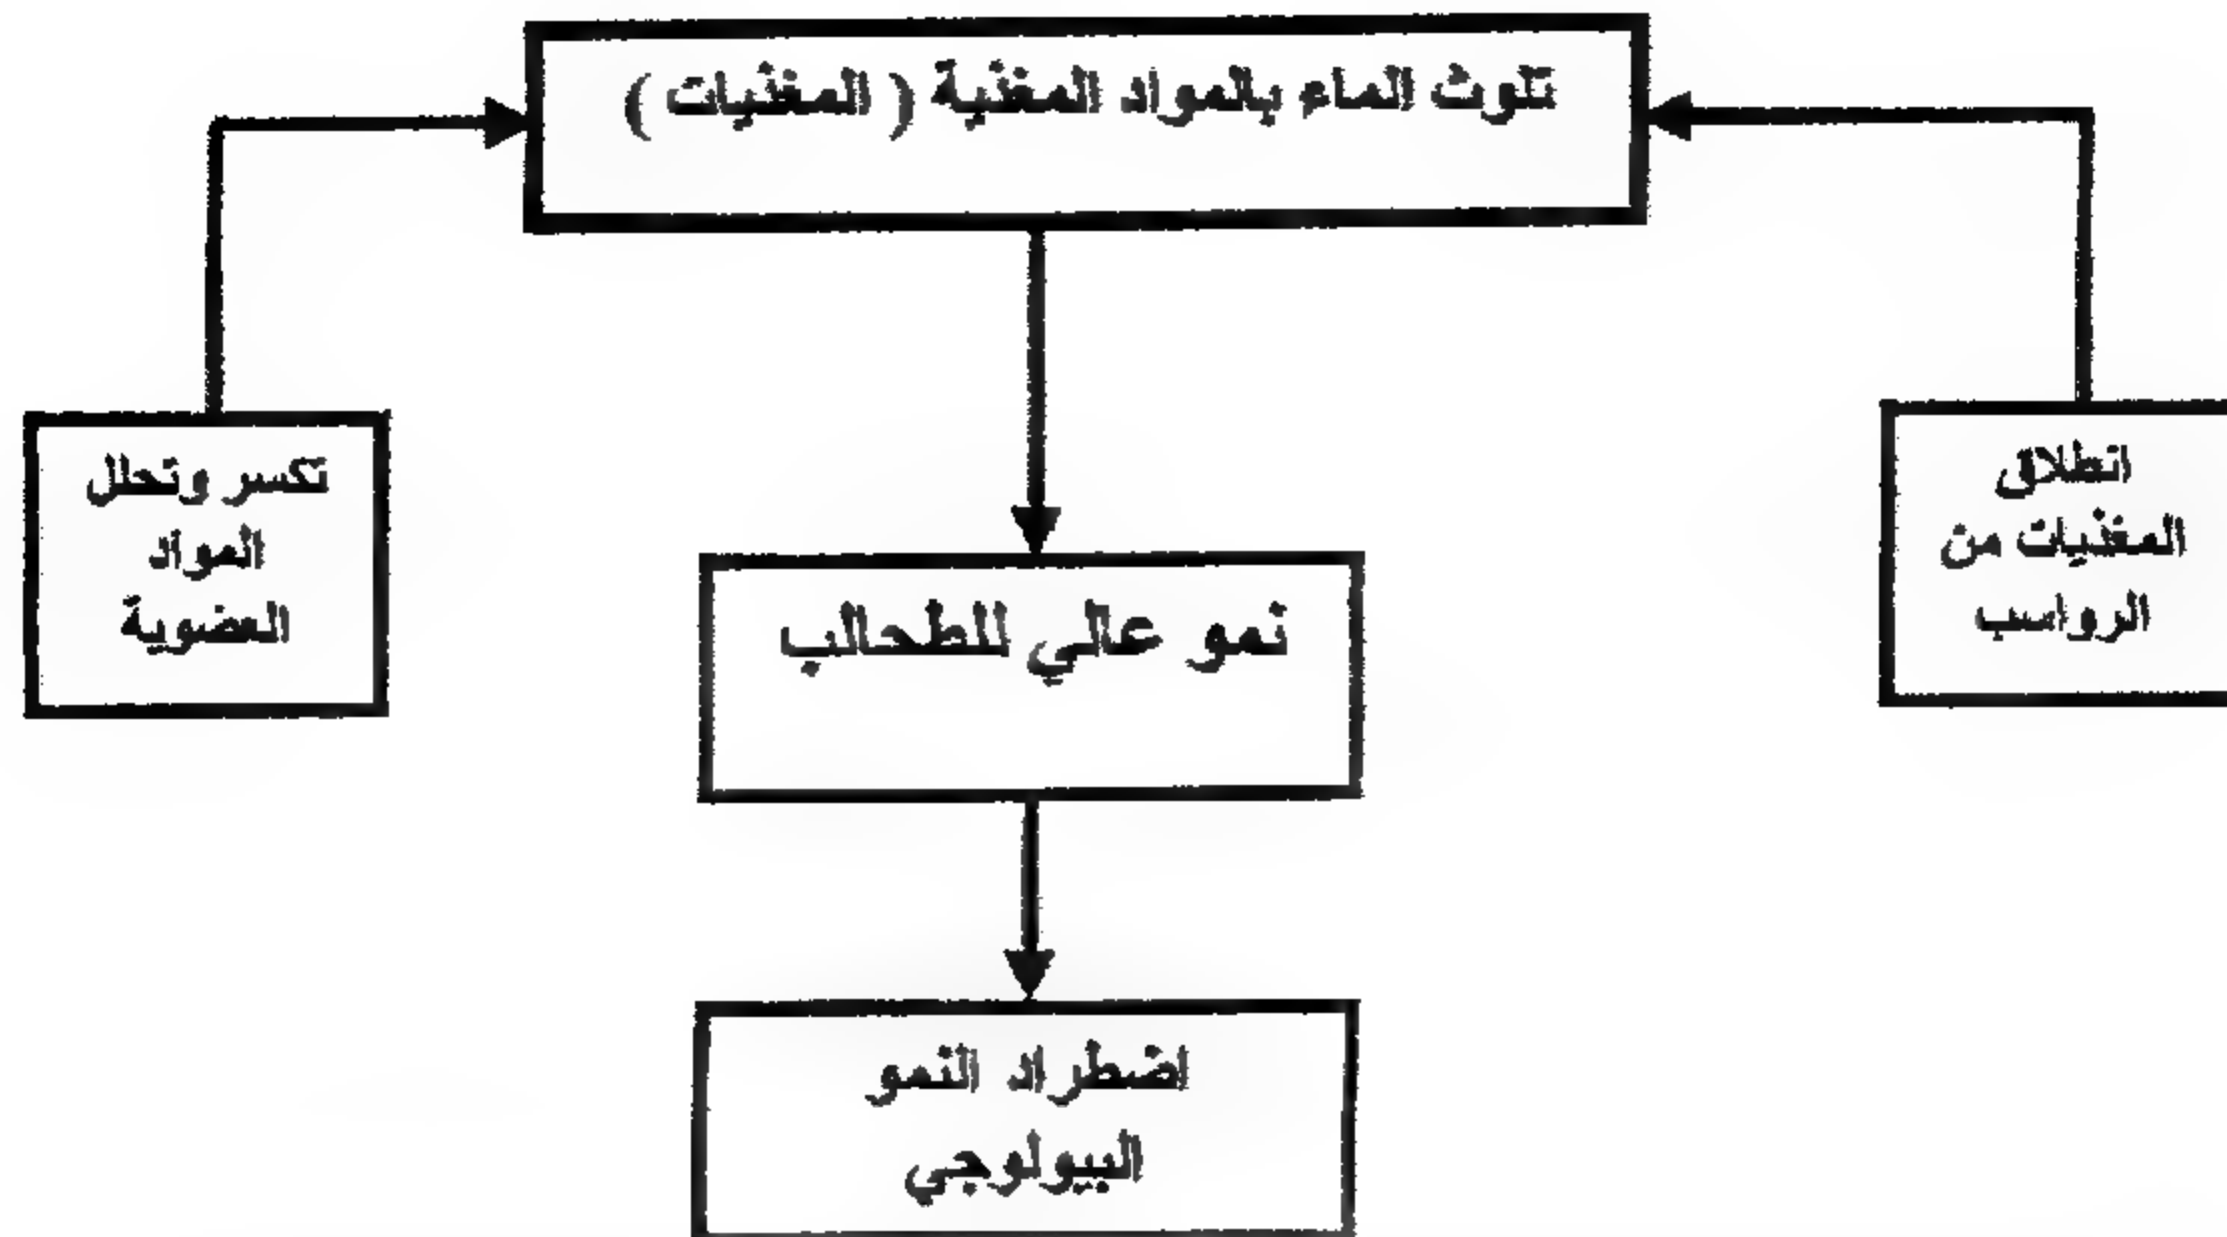 تلوث الماء بالمواد المغذية ( المغذيات )
انطلاق
المغذيات من
الرواسب
تكسر وتحلل
المواد
العضوية
نمو عالي للطحالب
اضطراد النمو
البيولوجي